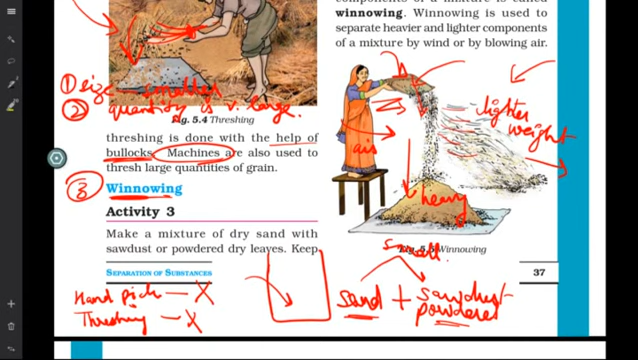 components of a mixture is called
winnowing. Winnowing is used to
separate heavier and lighter components
of a mixture by wind or by blowing air.
① size smallest
② quantity is v. large.
Fig. 5.4 Threshing
threshing is done with the help of
bullocks. Machines are also used to
thresh large quantities of grain.
③ Winnowing
Activity 3
Make a mixture of dry sand with
sawdust or powdered dry leaves. Keep
SEPARATION OF SUBSTANCES
Hand pick — X
Threshing — X
lighter
weight
air
heavy
Fig. 5.5 Winnowing
small.
37
sand + sawdust
powdered